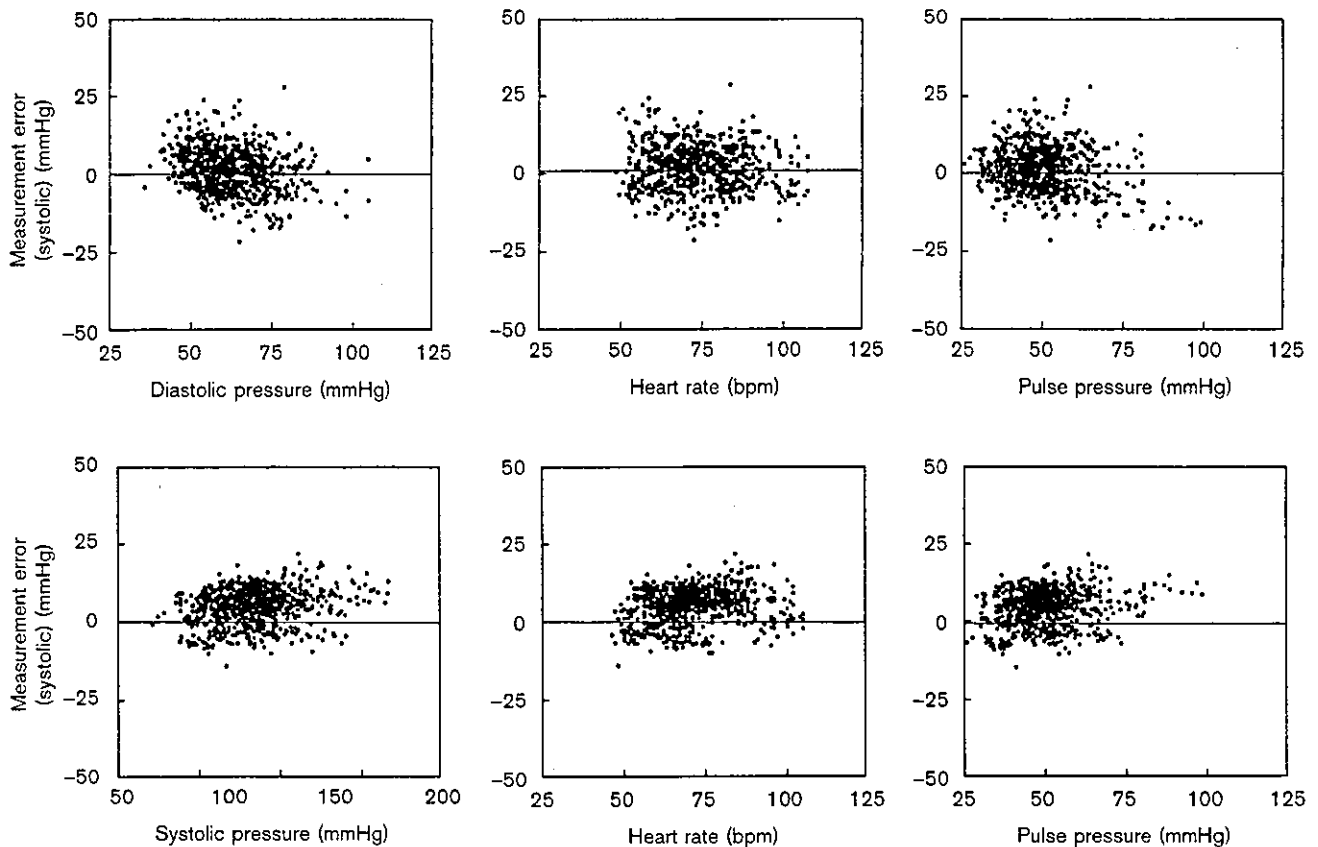 50
25
0
−25
−50
Measurement error
(systolic) (mmHg)
25 50 75 100 125
Diastolic pressure (mmHg)
50
25
0
−25
−50
25 50 75 100 125
Heart rate (bpm)
50
25
0
−25
−50
25 50 75 100 125
Pulse pressure (mmHg)
50
25
0
−25
−50
Measurement error
(systolic) (mmHg)
50 100 150 200
Systolic pressure (mmHg)
50
25
0
−25
−50
25 50 75 100 125
Heart rate (bpm)
50
25
0
−25
−50
25 50 75 100 125
Pulse pressure (mmHg)